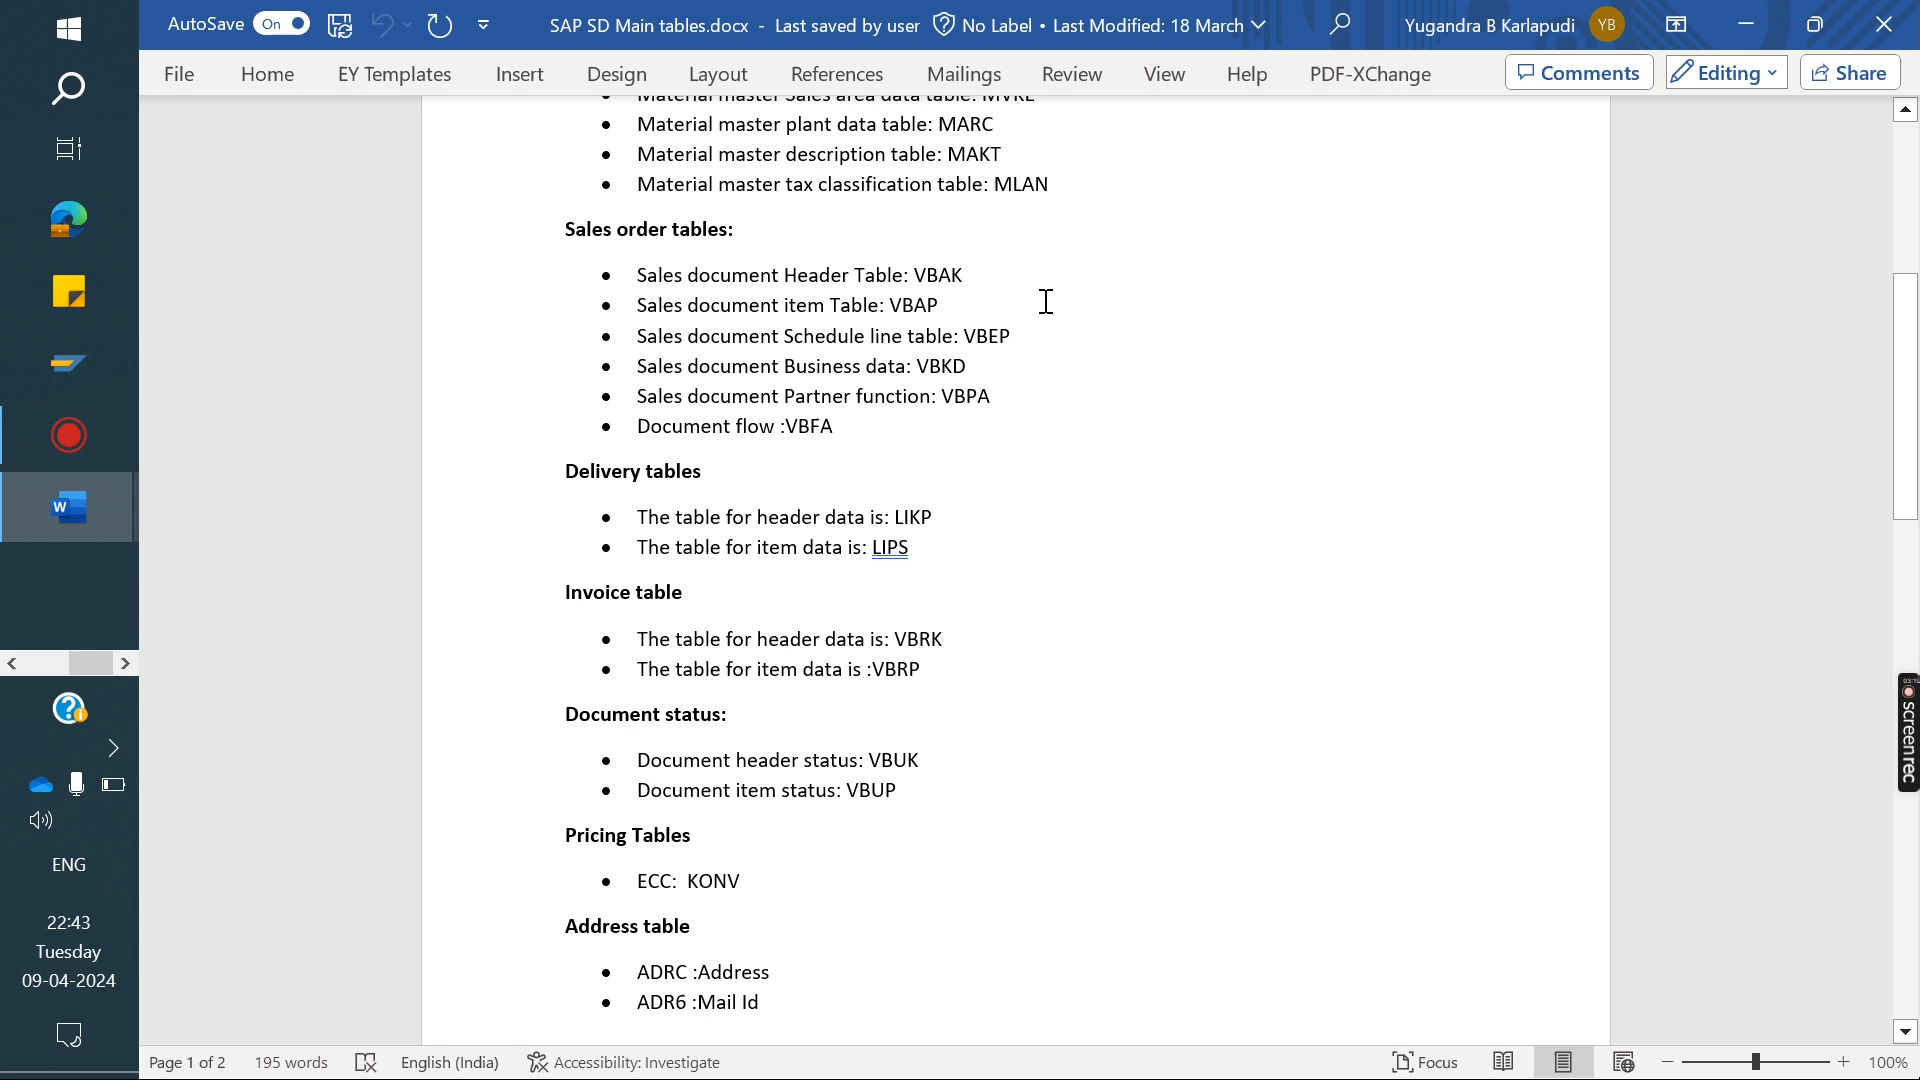 AutoSave On SAP SD Main tables.docx - Last saved by user No Label • Last Modified: 18 March Yugandra B Karlapudi YB
File Home EY Templates Insert Design Layout References Mailings Review View Help PDF-XChange Comments Editing Share
Material master Sales area data table: MVKE
• Material master plant data table: MARC
• Material master description table: MAKT
• Material master tax classification table: MLAN
Sales order tables:
• Sales document Header Table: VBAK
• Sales document item Table: VBAP
• Sales document Schedule line table: VBEP
• Sales document Business data: VBKD
• Sales document Partner function: VBPA
• Document flow :VBFA
Delivery tables
• The table for header data is: LIKP
• The table for item data is: LIPS
Invoice table
• The table for header data is: VBRK
• The table for item data is :VBRP
Document status:
• Document header status: VBUK
• Document item status: VBUP
Pricing Tables
• ECC: KONV
Address table
• ADRC :Address
• ADR6 :Mail Id
W
ENG
22:43
Tuesday
09-04-2024
screenrec
Page 1 of 2 195 words English (India) Accessibility: Investigate Focus 100%